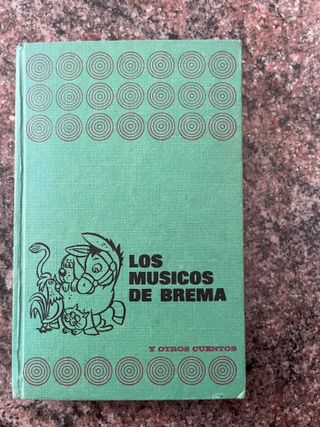 LOS
MUSICOS
DE BREMA
Y OTROS CUENTOS